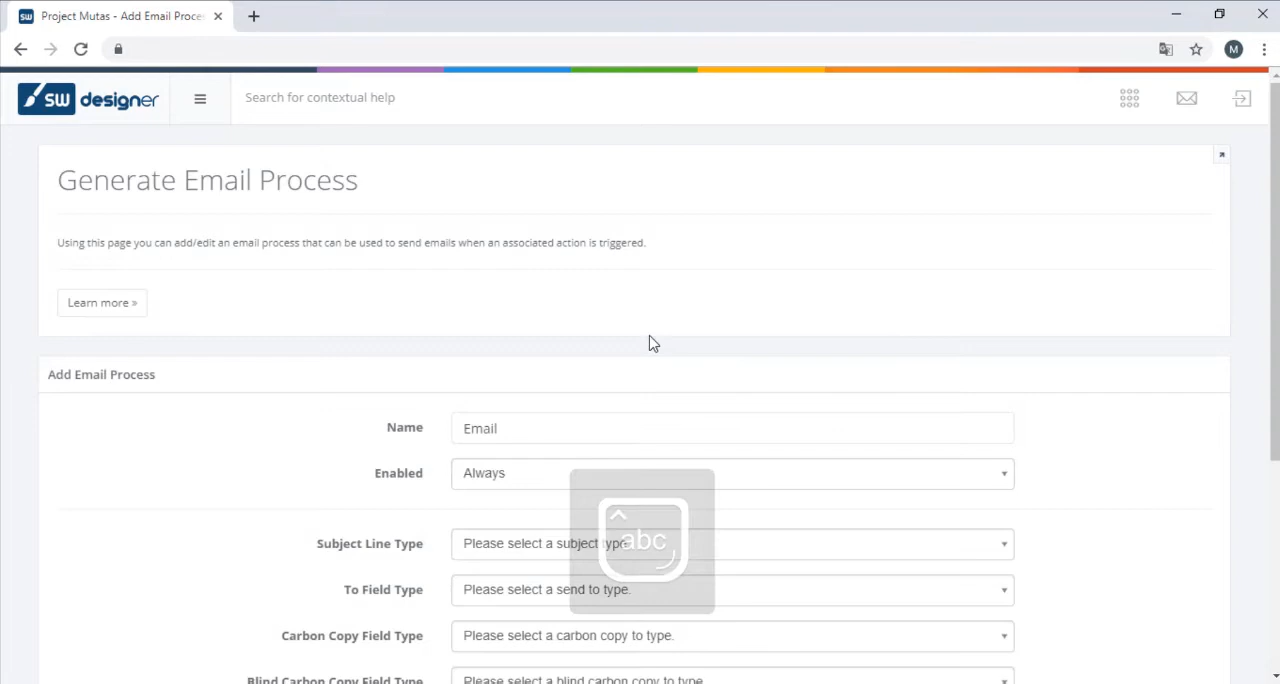 Project Mutas - Add Email Proce
M
SW designer
Search for contextual help
Generate Email Process
Using this page you can add/edit an email process that can be used to send emails when an associated action is triggered.
Learn more »
Add Email Process
Name Email
Enabled Always
Subject Line Type Please select a subject type.
abc
To Field Type Please select a send to type.
Carbon Copy Field Type Please select a carbon copy to type.
Blind Carbon Copy Field Type Please select a blind carbon copy to type.